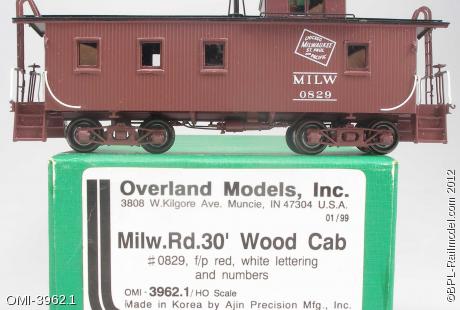 CHICAGO
MILWAUKEE
ST. PAUL
AND
PACIFIC
MILW
0829
Overland Models, Inc.
3808 W.Kilgore Ave. Muncie, IN 47304 U.S.A.
01/99
Milw.Rd.30' Wood Cab
#0829, f/p red, white lettering
and numbers
OMI-3962.1/HO Scale
Made in Korea by Ajin Precision Mfg., Inc.
OMI-3962.1
©BPL-Railmodel.com 2012